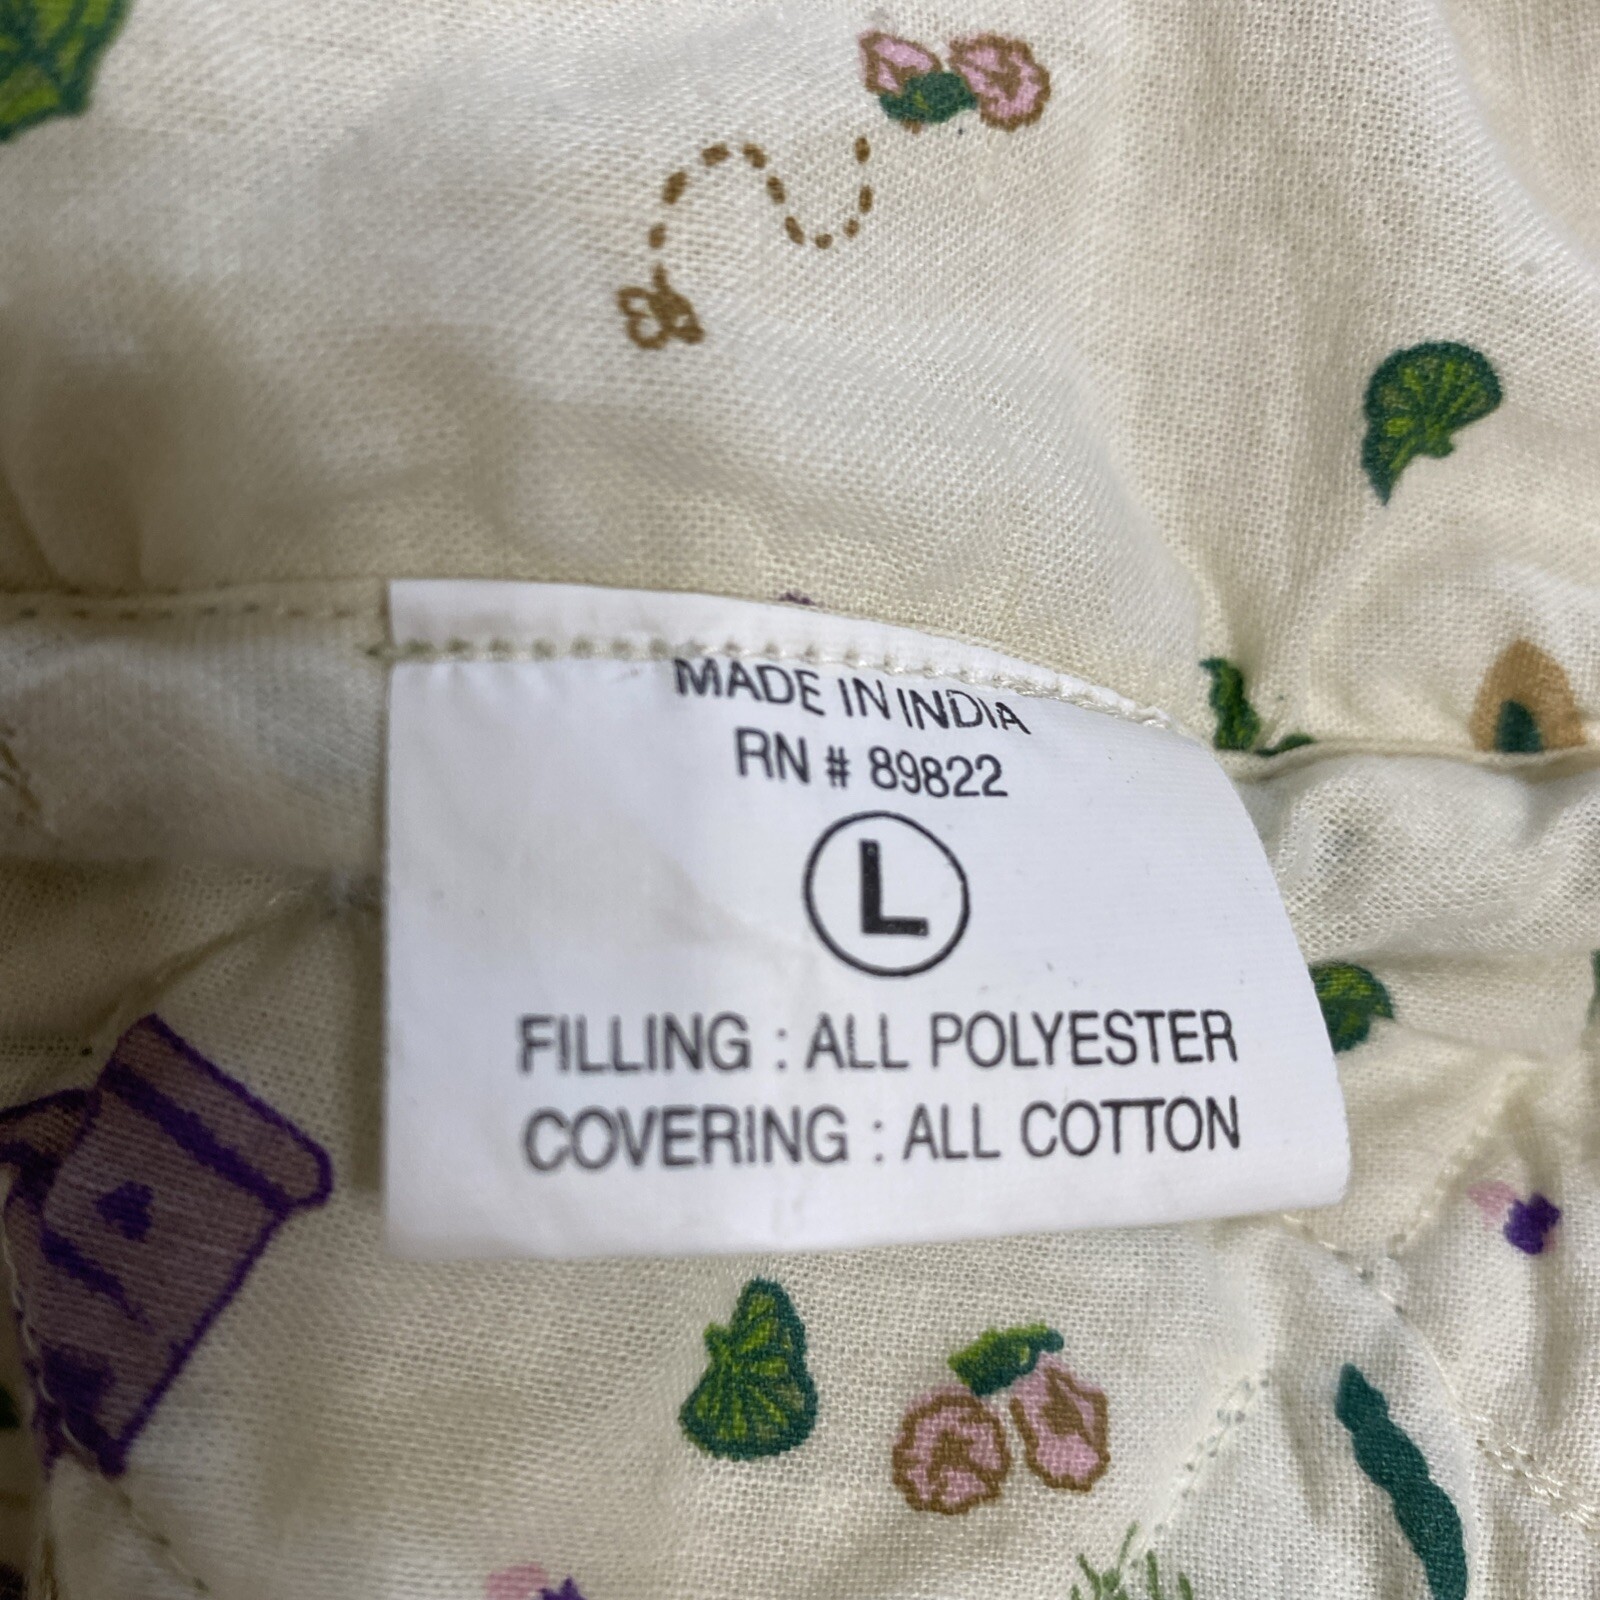 MADE IN INDIA
RN # 89822
L
FILLING : ALL POLYESTER
COVERING : ALL COTTON